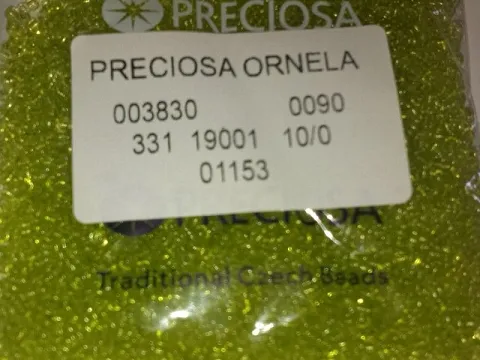 PRECIOSA
PRECIOSA ORNELA
003830 0090
331 19001 10/0
01153
PRECIOSA
Traditional Czech Beads